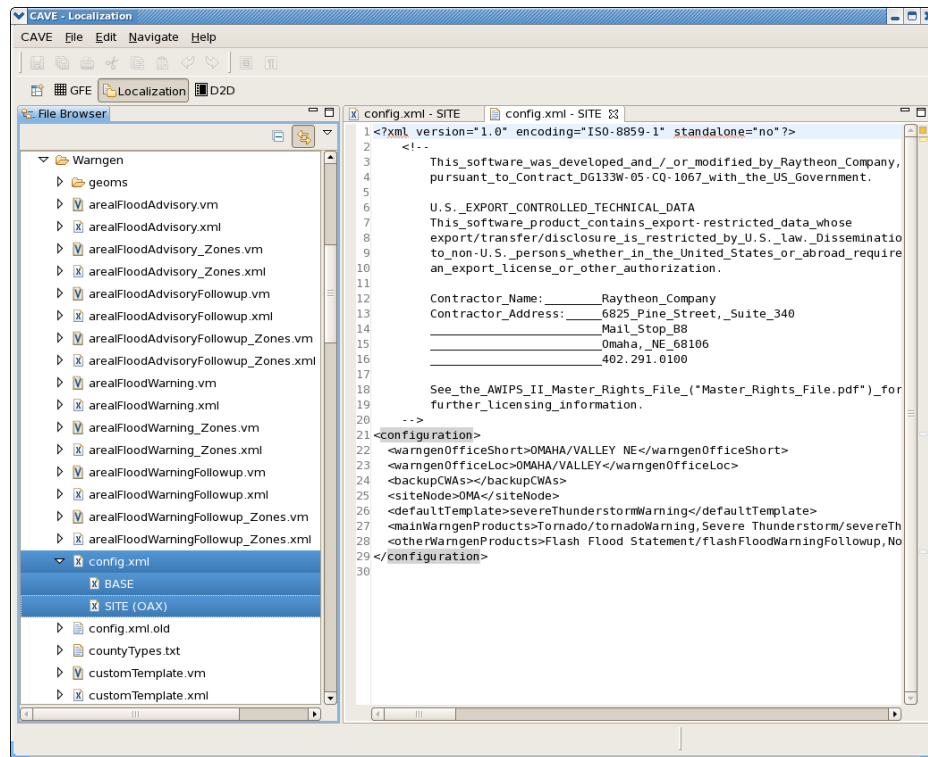 CAVE - Localization
CAVE File Edit Navigate Help
GFE Localization D2D
File Browser
Warngen
geoms
arealFloodAdvisory.vm
arealFloodAdvisory.xml
arealFloodAdvisory_Zones.vm
arealFloodAdvisory_Zones.xml
arealFloodAdvisoryFollowup.vm
arealFloodAdvisoryFollowup.xml
arealFloodAdvisoryFollowup_Zones.vm
arealFloodAdvisoryFollowup_Zones.xml
arealFloodWarning.vm
arealFloodWarning.xml
arealFloodWarning_Zones.vm
arealFloodWarning_Zones.xml
arealFloodWarningFollowup.vm
arealFloodWarningFollowup.xml
arealFloodWarningFollowup_Zones.vm
arealFloodWarningFollowup_Zones.xml
config.xml
BASE
SITE (OAX)
config.xml.old
countyTypes.txt
customTemplate.vm
customTemplate.xml
config.xml - SITE config.xml - SITE
1 <?xml version="1.0" encoding="ISO-8859-1" standalone="no"?>
2 <!--
3 This_software_was_developed_and_/_or_modified_by_Raytheon_Company,
4 pursuant_to_Contract_DG133W-05-CQ-1067_with_the_US_Government.
5
6 U.S._EXPORT_CONTROLLED_TECHNICAL_DATA
7 This_software_product_contains_export-restricted_data_whose
8 export/transfer/disclosure_is_restricted_by_U.S._law._Disseminatio
9 to_non-U.S._persons_whether_in_the_United_States_or_abroad_require
10 an_export_license_or_other_authorization.
11
12 Contractor_Name:________Raytheon_Company
13 Contractor_Address:_____6825_Pine_Street,_Suite_340
14 ________________________Mail_Stop_B8
15 ________________________Omaha,_NE_68106
16 ________________________402.291.0100
17
18 See_the_AWIPS_II_Master_Rights_File_("Master_Rights_File.pdf")_for
19 further_licensing_information.
20 -->
21 <configuration>
22 <warngenOfficeShort>OMAHA/VALLEY NE</warngenOfficeShort>
23 <warngenOfficeLoc>OMAHA/VALLEY</warngenOfficeLoc>
24 <backupCWAs></backupCWAs>
25 <siteNode>OMA</siteNode>
26 <defaultTemplate>severeThunderstormWarning</defaultTemplate>
27 <mainWarngenProducts>Tornado/tornadoWarning,Severe Thunderstorm/severeTh
28 <otherWarngenProducts>Flash Flood Statement/flashFloodWarningFollowup,No
29 </configuration>
30